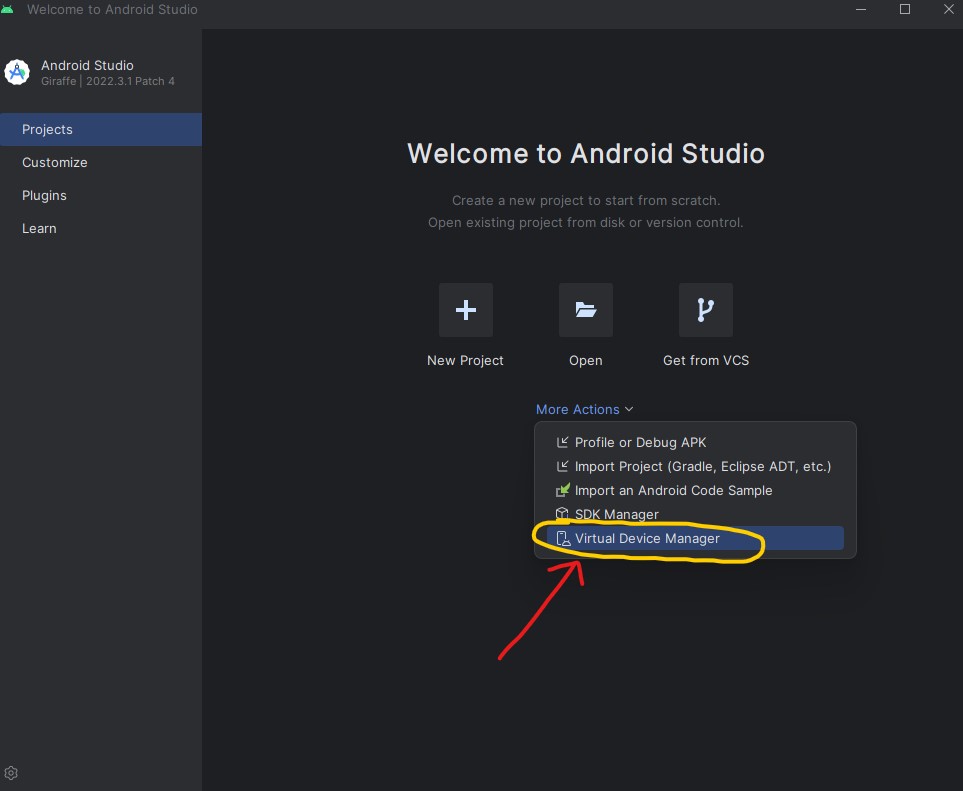 Welcome to Android Studio
Android Studio
Giraffe | 2022.3.1 Patch 4
Projects
Customize
Plugins
Learn
Welcome to Android Studio
Create a new project to start from scratch.
Open existing project from disk or version control.
New Project
Open
Get from VCS
More Actions
Profile or Debug APK
Import Project (Gradle, Eclipse ADT, etc.)
Import an Android Code Sample
SDK Manager
Virtual Device Manager